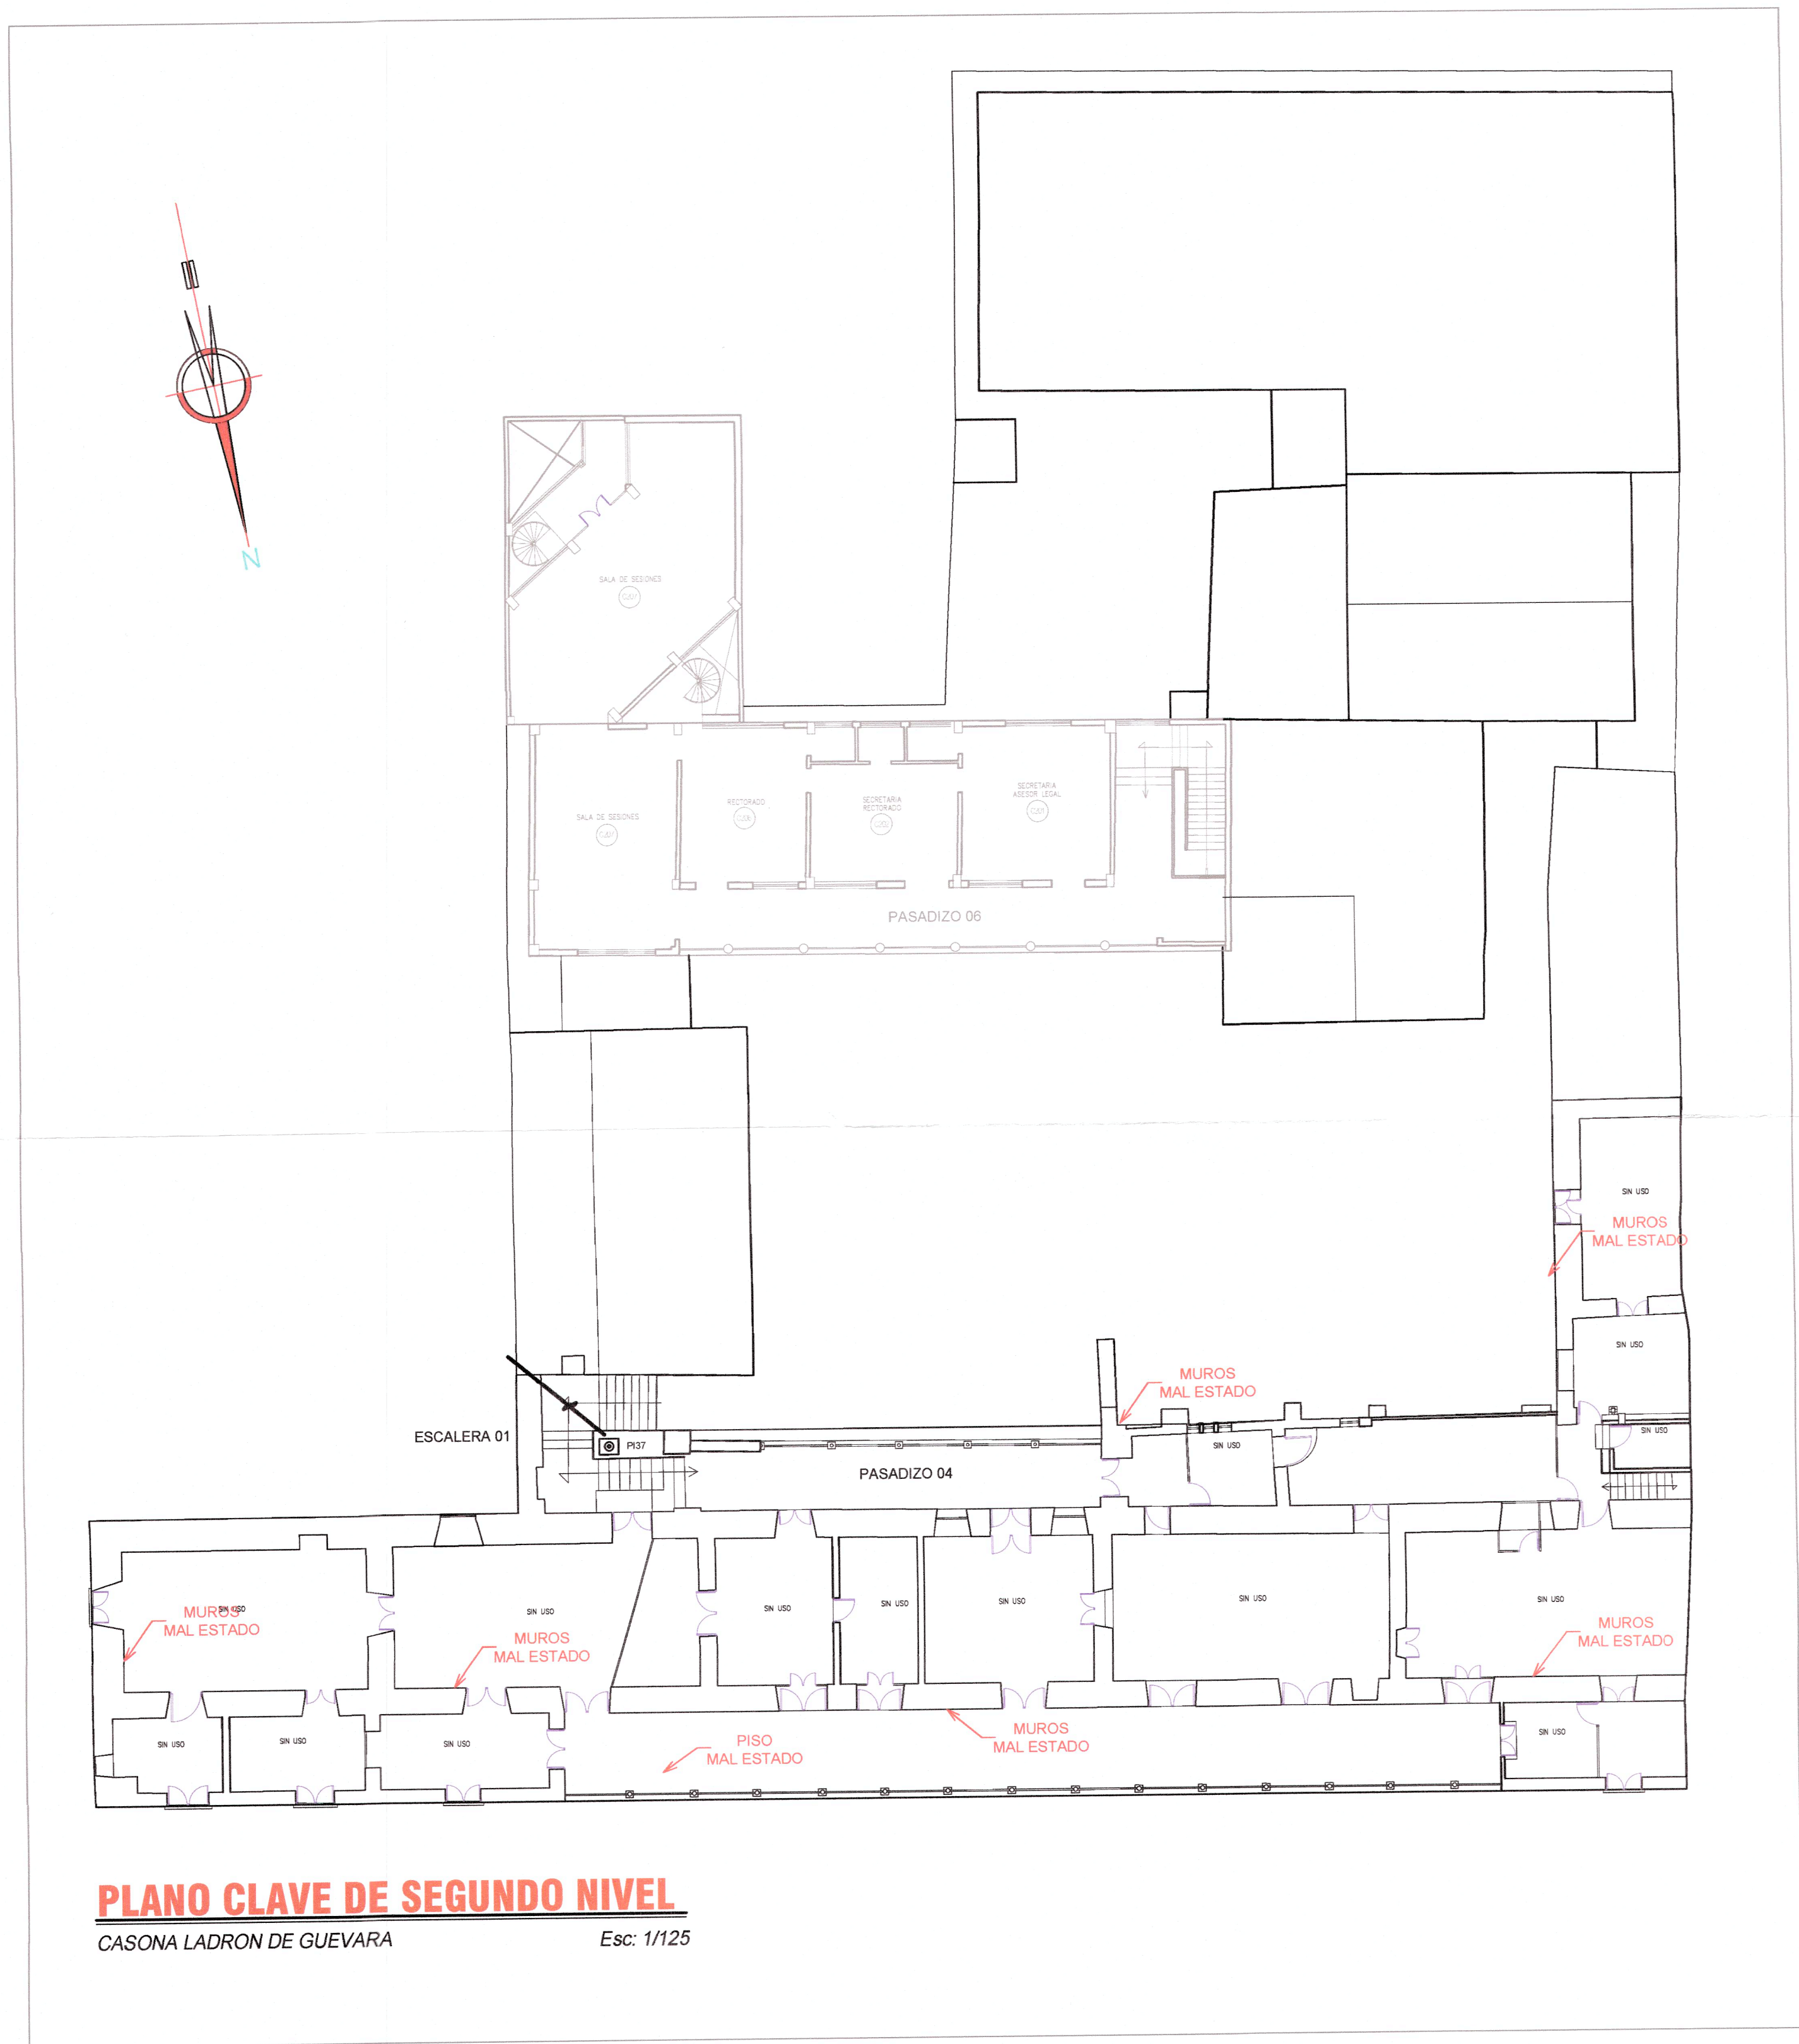 N
SALA DE SESIONES
SALA DE SESIONES
RECTORADO
SECRETARIA
RECTORADO
SECRETARIA
ASESOR LEGAL
PASADIZO 06
SIN USO
MUROS
MAL ESTADO
SIN USO
MUROS
MAL ESTADO
ESCALERA 01
PI37
PASADIZO 04
SIN USO
SIN USO
SIN USO
MUROS
MAL ESTADO
SIN USO
MUROS
MAL ESTADO
SIN USO
SIN USO
SIN USO
SIN USO
SIN USO
MUROS
MAL ESTADO
SIN USO
SIN USO
SIN USO
PISO
MAL ESTADO
MUROS
MAL ESTADO
SIN USO
PLANO CLAVE DE SEGUNDO NIVEL
CASONA LADRON DE GUEVARA
Esc: 1/125